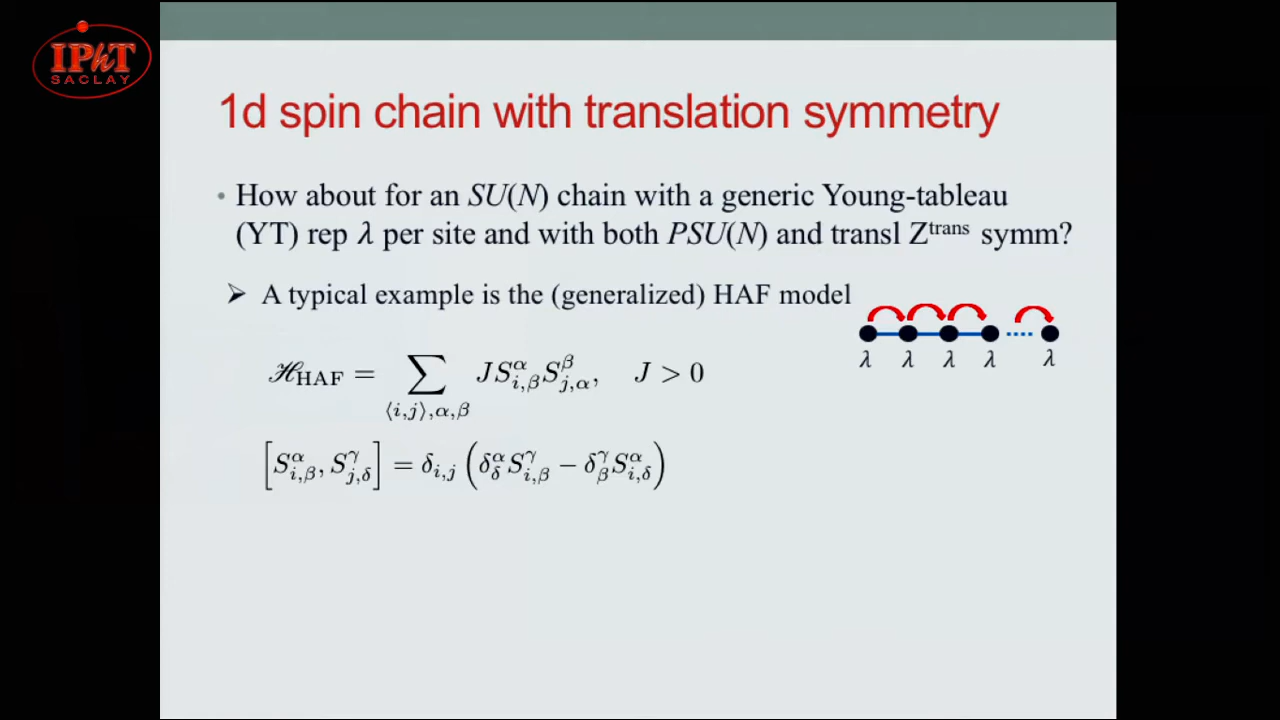 IPhT
SACLAY
1d spin chain with translation symmetry
• How about for an SU(N) chain with a generic Young-tableau
(YT) rep λ per site and with both PSU(N) and transl Z^trans symm?
➢ A typical example is the (generalized) HAF model
λ λ λ λ λ
ℋ_HAF = ∑_{⟨i,j⟩,α,β} J S^α_{i,β} S^β_{j,α}, J > 0
[S^α_{i,β}, S^γ_{j,δ}] = δ_{i,j} (δ^α_δ S^γ_{i,β} − δ^γ_β S^α_{i,δ})